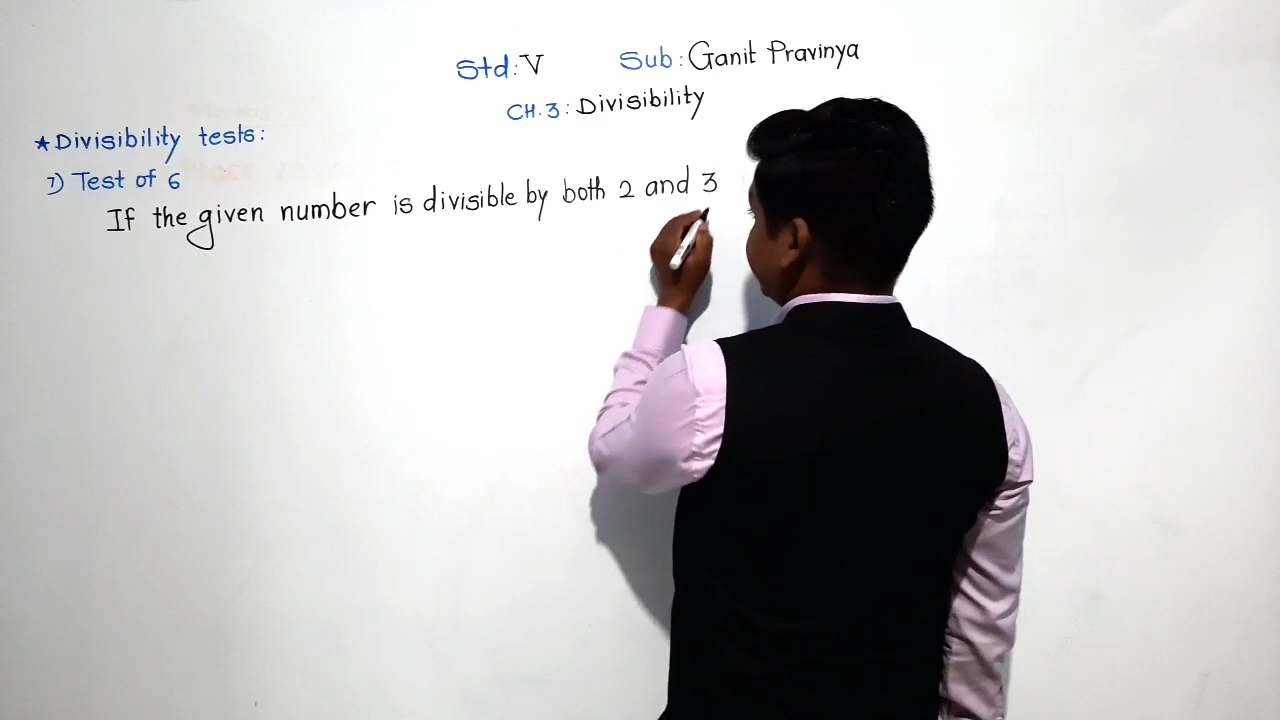 Std: V Sub: Ganit Pravinya
CH. 3: Divisibility
★ Divisibility tests:
7) Test of 6
If the given number is divisible by both 2 and 3